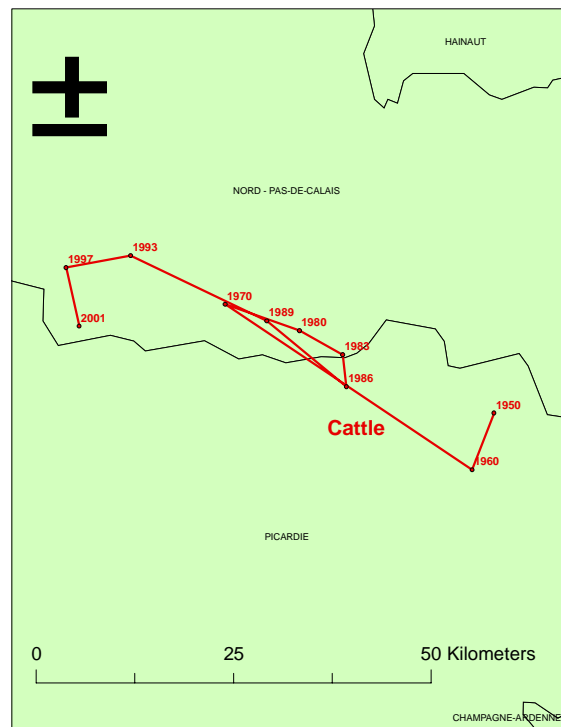 HAINAUT
±
NORD - PAS-DE-CALAIS
1993
1997
1970
1989
1980
2001
1983
1986
1950
Cattle
1960
PICARDIE
0 25 50 Kilometers
CHAMPAGNE-ARDENNE